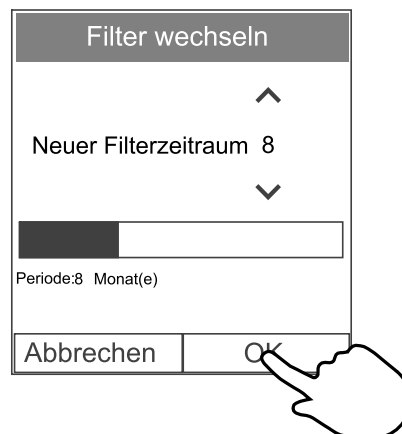 Filter wechseln
Neuer Filterzeitraum 8
Periode:8 Monat(e)
Abbrechen OK